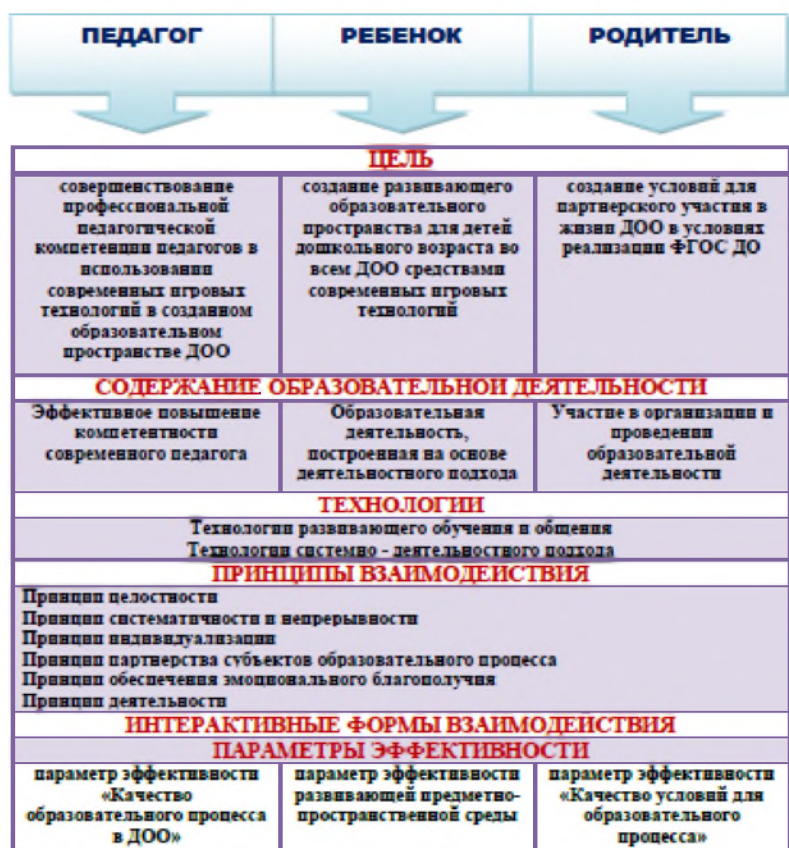 ПЕДАГОГ
РЕБЕНОК
РОДИТЕЛЬ
ЦЕЛЬ
совершенствование
профессиональной
педагогической
компетенции педагогов в
использовании
современных игровых
технологий в созданном
образовательном
пространстве ДОО
создание развивающего
образовательного
пространства для детей
дошкольного возраста во
всем ДОО средствами
современных игровых
технологий
создание условий для
партнерского участия в
жизни ДОО в условиях
реализации ФГОС ДО
СОДЕРЖАНИЕ ОБРАЗОВАТЕЛЬНОЙ ДЕЯТЕЛЬНОСТИ
Эффективное повышение
компетентности
современного педагога
Образовательная
деятельность,
построенная на основе
деятельностного подхода
Участие в организации и
проведении
образовательной
деятельности
ТЕХНОЛОГИИ
Технологии развивающего обучения и общения
Технологии системно - деятельностного подхода
ПРИНЦИПЫ ВЗАИМОДЕЙСТВИЯ
Принцип целостности
Принцип систематичности и непрерывности
Принцип индивидуализации
Принцип партнерства субъектов образовательного процесса
Принцип обеспечения эмоционального благополучия
Принцип деятельности
ИНТЕРАКТИВНЫЕ ФОРМЫ ВЗАИМОДЕЙСТВИЯ
ПАРАМЕТРЫ ЭФФЕКТИВНОСТИ
параметр эффективности
«Качество
образовательного процесса
в ДОО»
параметр эффективности
развивающей предметно-
пространственной среды
параметр эффективности
«Качество условий для
образовательного
процесса»